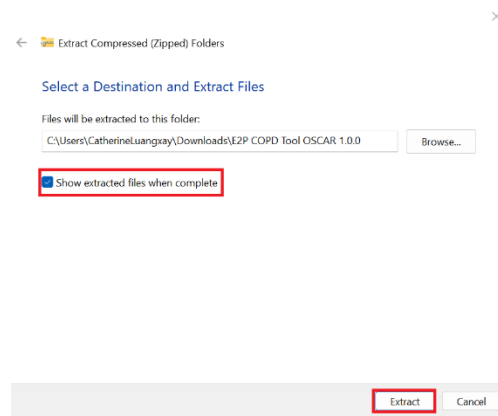 Extract Compressed (Zipped) Folders
Select a Destination and Extract Files
Files will be extracted to this folder:
C:\Users\CatherineLuangxay\Downloads\E2P COPD Tool OSCAR 1.0.0
Browse...
Show extracted files when complete
Extract
Cancel